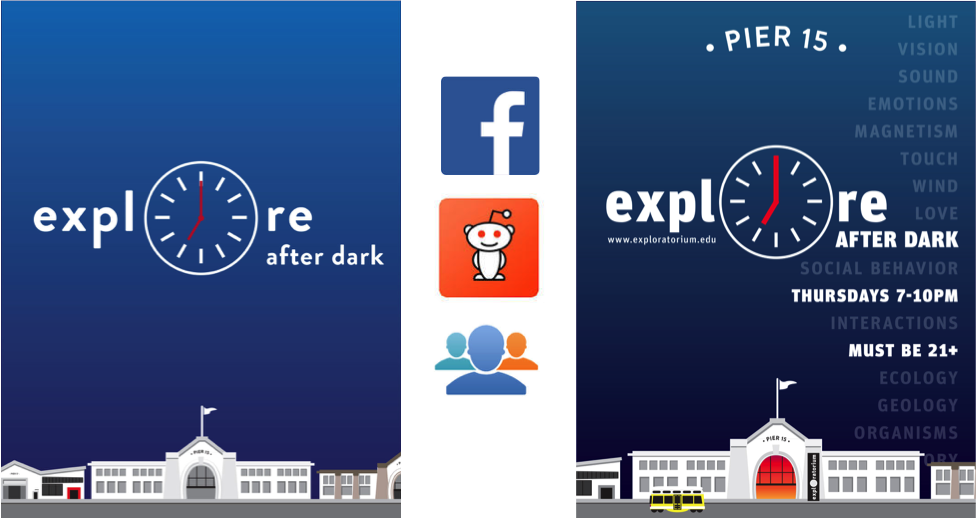 expl re
after dark
PIER 15
f
• PIER 15 •
LIGHT
VISION
SOUND
EMOTIONS
MAGNETISM
TOUCH
WIND
LOVE
expl re
www.exploratorium.edu
AFTER DARK
SOCIAL BEHAVIOR
THURSDAYS 7-10PM
INTERACTIONS
MUST BE 21+
ECOLOGY
GEOLOGY
ORGANISMS
• PIER 15 •
exploratorium